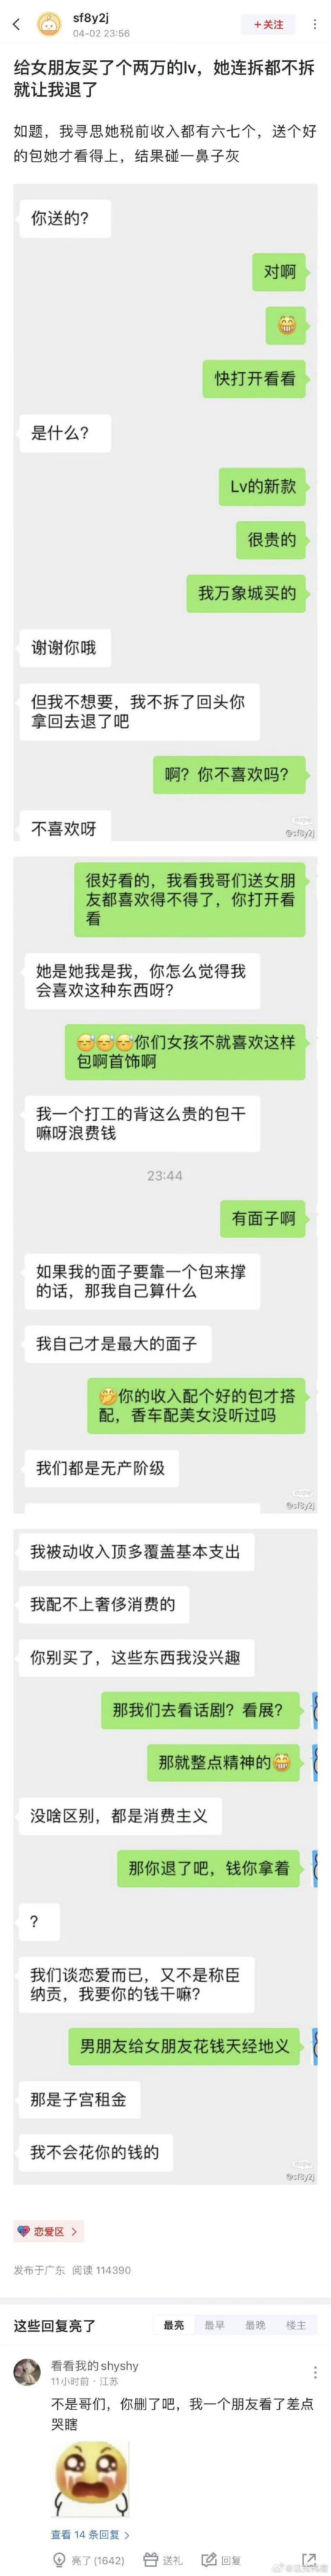 sf8y2j
04-02 23:56
+关注
给女朋友买了个两万的lv，她连拆都不拆
就让我退了
如题，我寻思她税前收入都有六七个，送个好
的包她才看得上，结果碰一鼻子灰
你送的?
对啊
😁
快打开看看
是什么?
Lv的新款
很贵的
我万象城买的
谢谢你哦
但我不想要，我不拆了回头你
拿回去退了吧
啊？你不喜欢吗?
不喜欢呀
@sf8y2j
很好看的，我看我哥们送女朋
友都喜欢得不得了，你打开看
看
她是她我是我，你怎么觉得我
会喜欢这种东西呀?
😅😅😅你们女孩不就喜欢这样
包啊首饰啊
我一个打工的背这么贵的包干
嘛呀浪费钱
23:44
有面子啊
如果我的面子要靠一个包来撑
的话，那我自己算什么
我自己才是最大的面子
🤔你的收入配个好的包才搭
配，香车配美女没听过吗
我们都是无产阶级
@sf8y2j
我被动收入顶多覆盖基本支出
我配不上奢侈消费的
你别买了，这些东西我没兴趣
那我们去看话剧？看展?
那就整点精神的😁
没啥区别，都是消费主义
那你退了吧，钱你拿着
?
我们谈恋爱而已，又不是称臣
纳贡，我要你的钱干嘛?
男朋友给女朋友花钱天经地义
那是子宫租金
我不会花你的钱的
@sf8y2j
恋爱区 >
发布于广东 阅读 114390
这些回复亮了
最亮 最早 最晚 楼主
看看我的shyshy
11小时前 · 江苏
不是哥们，你删了吧，我一个朋友看了差点
哭瞎
查看 14 条回复 >
亮了 (1642) 送礼 回复